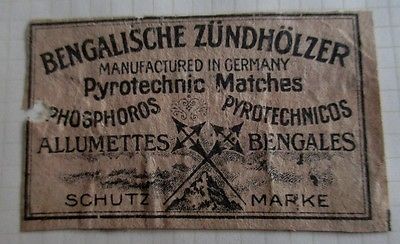 BENGALISCHE ZÜNDHÖLZER
MANUFACTURED IN GERMANY
Pyrotechnic Matches
PHOSPHOROS PYROTECHNICOS
ALLUMETTES BENGALES
SCHUTZ MARKE